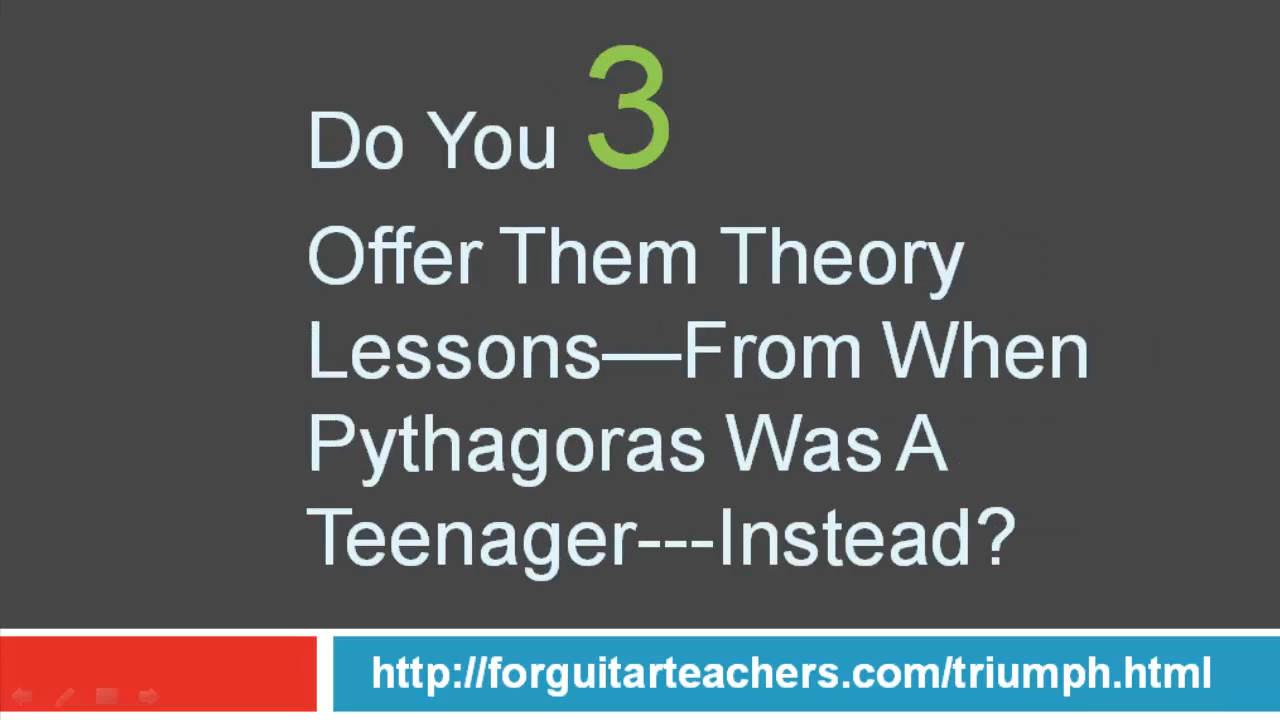 Do You 3
Offer Them Theory
Lessons—From When
Pythagoras Was A
Teenager---Instead?
http://forguitarteachers.com/triumph.html